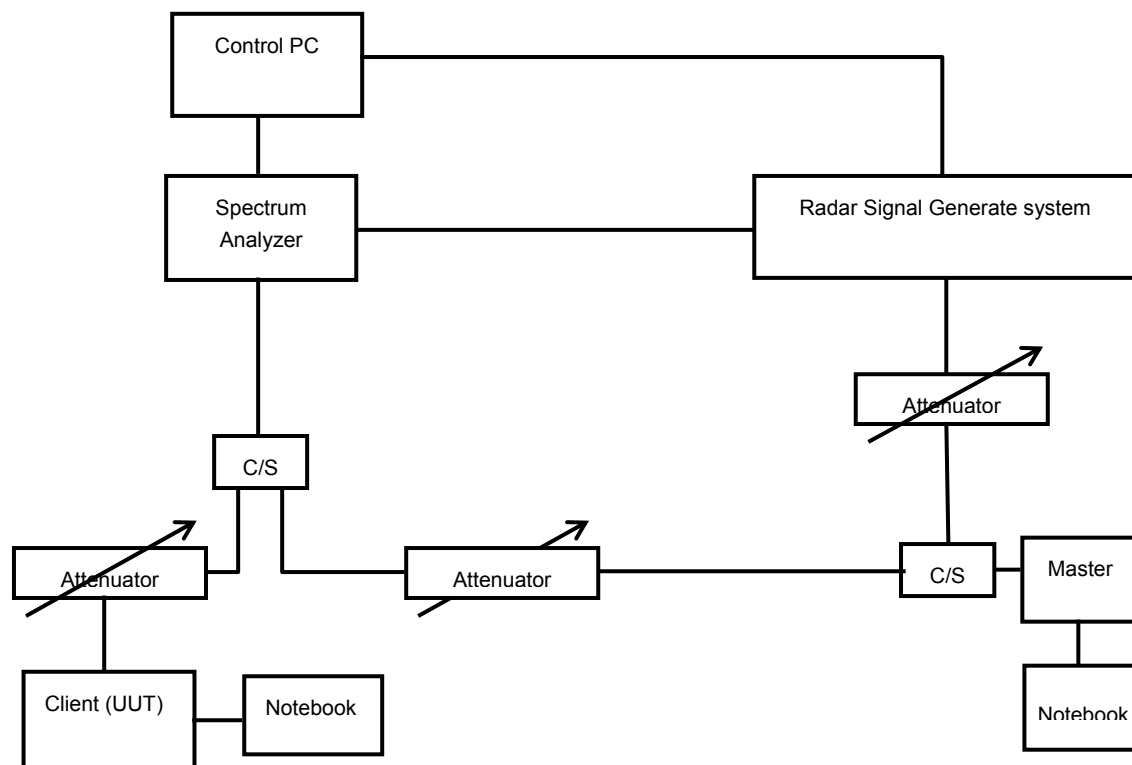 Control PC
Spectrum
Analyzer
Radar Signal Generate system
Attenuator
C/S
Attenuator
Attenuator
C/S
Master
Client (UUT)
Notebook
Notebook